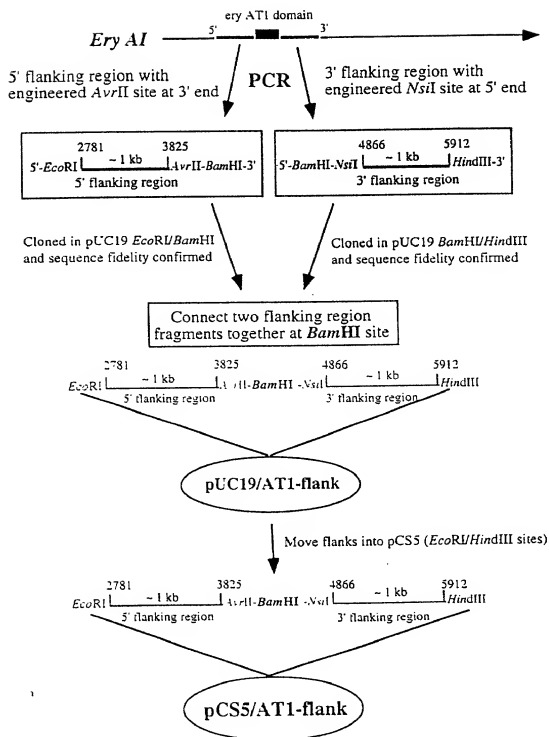 ery AT1 domain
Ery AI
5'
3'
5' flanking region with
engineered AvrII site at 3' end
PCR
3' flanking region with
engineered NsiI site at 5' end
2781
3825
5'-EcoRI
~ 1 kb
AvrII-BamHI-3'
5' flanking region
4866
5912
5'-BamHI-NsiI
~ 1 kb
HindIII-3'
3' flanking region
Cloned in pUC19 EcoRI/BamHI
and sequence fidelity confirmed
Cloned in pUC19 BamHI/HindIII
and sequence fidelity confirmed
Connect two flanking region
fragments together at BamHI site
2781
3825
4866
5912
EcoRI
~ 1 kb
AvrII-BamHI -NsiI
~ 1 kb
HindIII
5' flanking region
3' flanking region
pUC19/AT1-flank
Move flanks into pCS5 (EcoRI/HindIII sites)
2781
3825
4866
5912
EcoRI
~ 1 kb
AvrII-BamHI -NsiI
~ 1 kb
HindIII
5' flanking region
3' flanking region
pCS5/AT1-flank